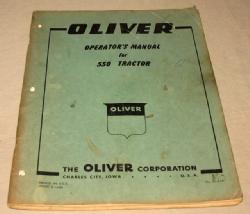 OLIVER
OPERATOR'S MANUAL
for
550 TRACTOR
OLIVER
THE OLIVER CORPORATION
CHARLES CITY, IOWA . . . . . U.S.A.